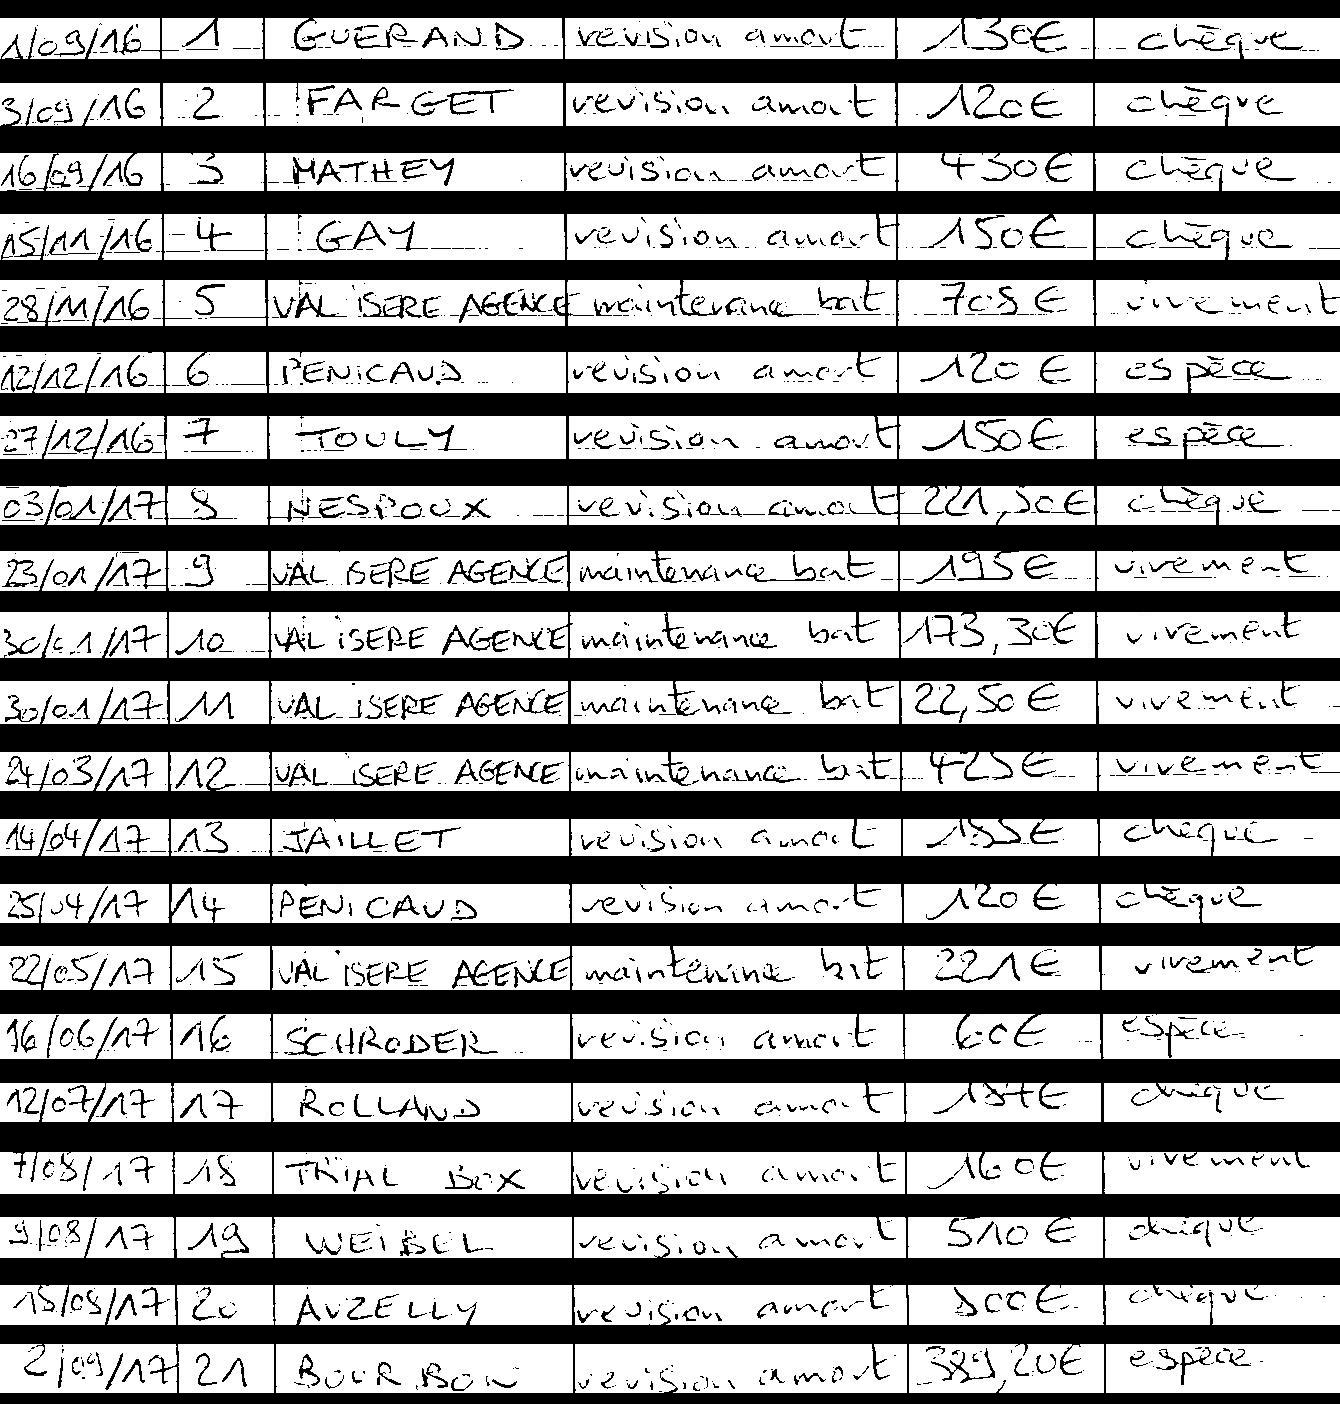 1/09/16 1 GUERAND revision amort 130€ chèque
3/09/16 2 FARGET revision amort 120€ chèque
16/09/16 3 MATHEY revision amort 430€ chèque
15/11/16 4 GAY revision amort 150€ chèque
28/11/16 5 VAL ISERE AGENCE maintenance bat 705€ virement
12/12/16 6 PENICAUD revision amort 120€ espèce
27/12/16 7 TOULY revision amort 150€ espèce
03/01/17 8 NESPOUX revision amort 221,50€ chèque
23/01/17 9 VAL ISERE AGENCE maintenance bat 195€ virement
30/01/17 10 VAL ISERE AGENCE maintenance bat 173,30€ virement
30/01/17 11 VAL ISERE AGENCE maintenance bat 22,50€ virement
24/03/17 12 VAL ISERE AGENCE maintenance bat 425€ virement
14/04/17 13 JAILLET revision amort chèque
25/04/17 14 PENICAUD revision amort 120€ chèque
22/05/17 15 VAL ISERE AGENCE maintenance bat 221€ virement
16/06/17 16 SCHRODER revision amort 60€ espèce
12/07/17 17 ROLLAND revision amort 187€ chèque
7/08/17 18 TRIAL BOX revision amort 160€ virement
9/08/17 19 WEIBEL revision amort 510€ chèque
20 AUZELLY revision amort chèque
2/09/17 21 BOURBON revision amort 389,20€ espèce